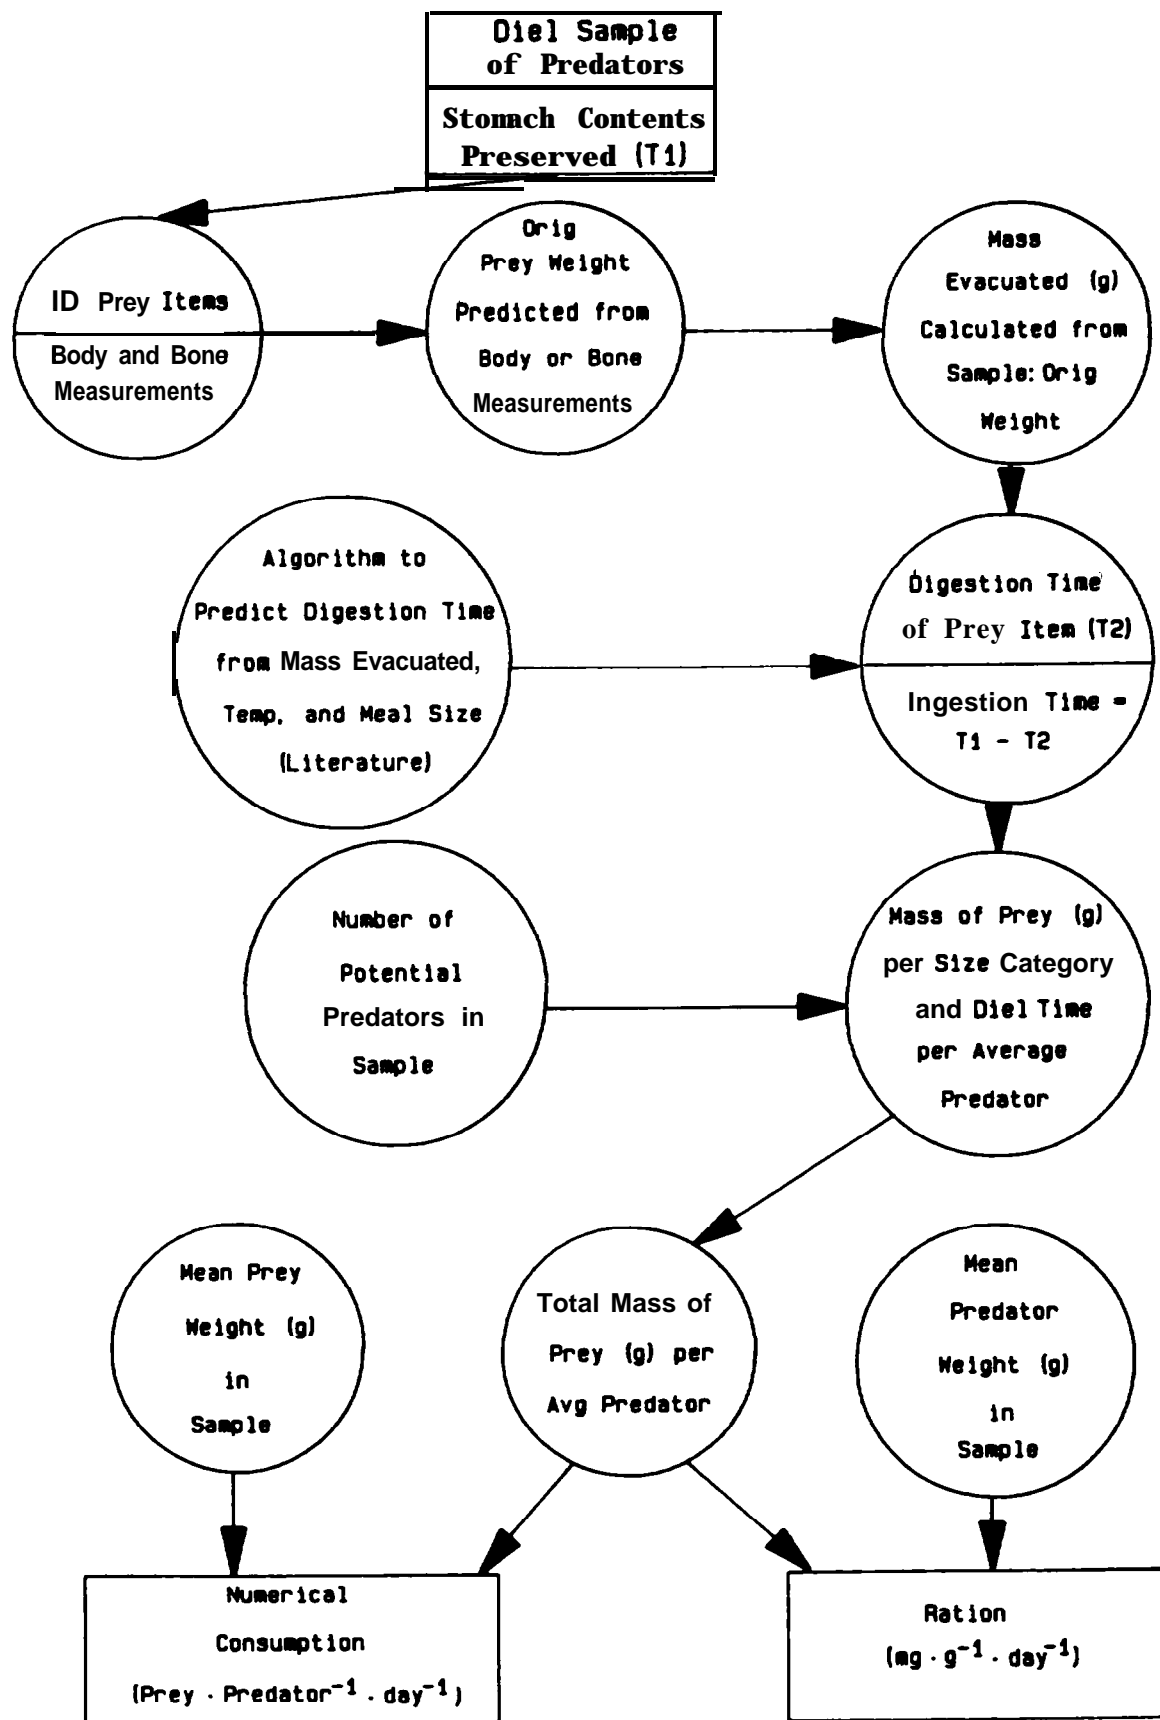 Diel Sample
of Predators
Stomach Contents
Preserved (T1)
ID Prey Items
Body and Bone
Measurements
Orig
Prey Weight
Predicted from
Body or Bone
Measurements
Mass
Evacuated (g)
Calculated from
Sample: Orig
Weight
Algorithm to
Predict Digestion Time
from Mass Evacuated,
Temp, and Meal Size
(Literature)
Digestion Time
of Prey Item (T2)
Ingestion Time =
T1 - T2
Number of
Potential
Predators in
Sample
Mass of Prey (g)
per Size Category
and Diel Time
per Average
Predator
Mean Prey
Weight (g)
in
Sample
Total Mass of
Prey (g) per
Avg Predator
Mean
Predator
Weight (g)
in
Sample
Numerical
Consumption
(Prey · Predator⁻¹ · day⁻¹)
Ration
(mg · g⁻¹ · day⁻¹)